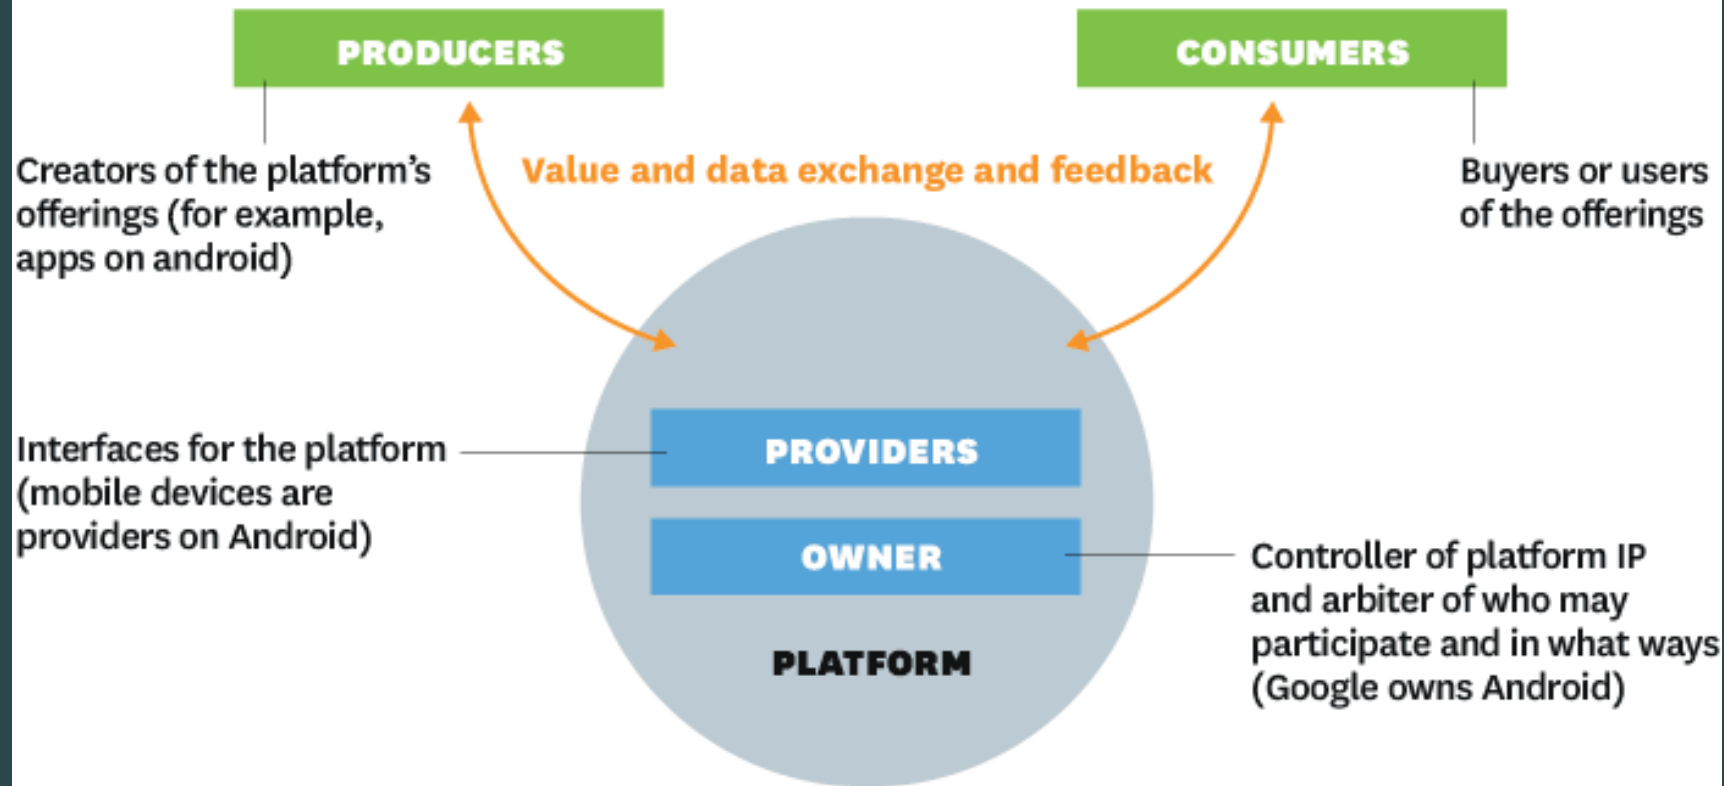 PRODUCERS
CONSUMERS
Creators of the platform's
offerings (for example,
apps on android)
Value and data exchange and feedback
Buyers or users
of the offerings
Interfaces for the platform
(mobile devices are
providers on Android)
PROVIDERS
OWNER
Controller of platform IP
and arbiter of who may
participate and in what ways
(Google owns Android)
PLATFORM